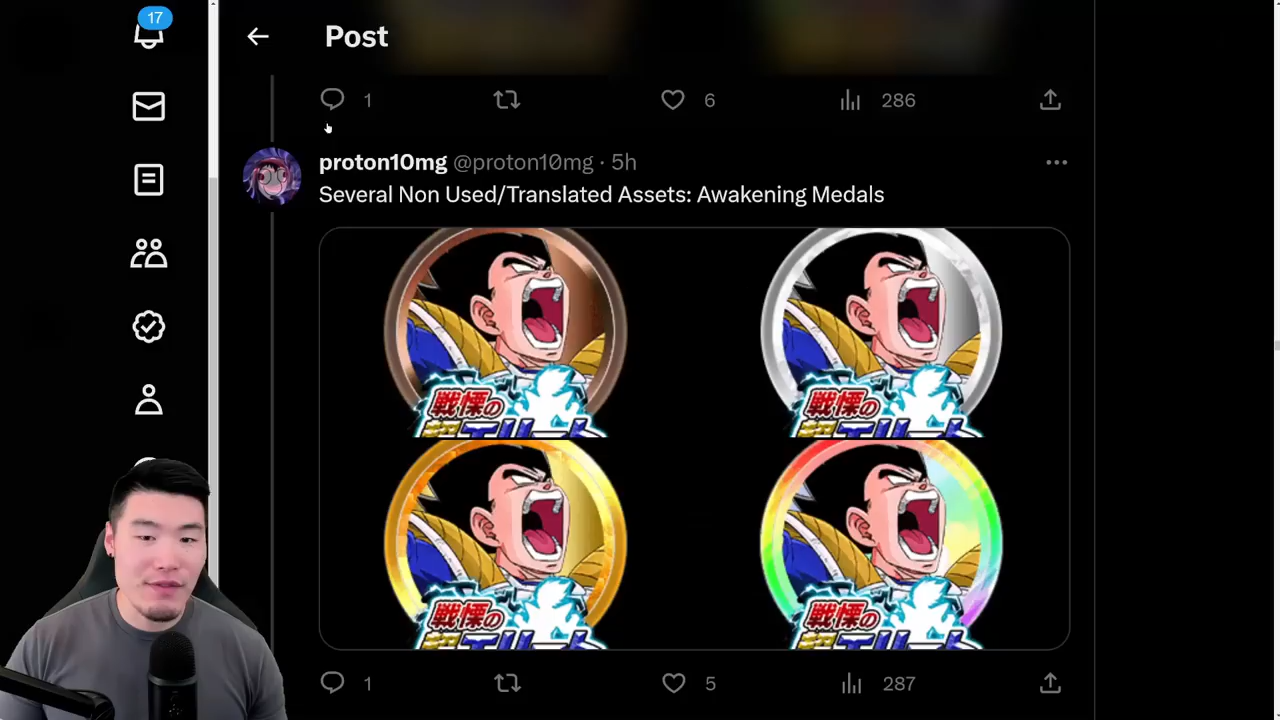 17
Post
1
6
286
proton10mg @proton10mg · 5h
Several Non Used/Translated Assets: Awakening Medals
戦慄の
戦慄の
戦慄の
戦慄の
1
5
287